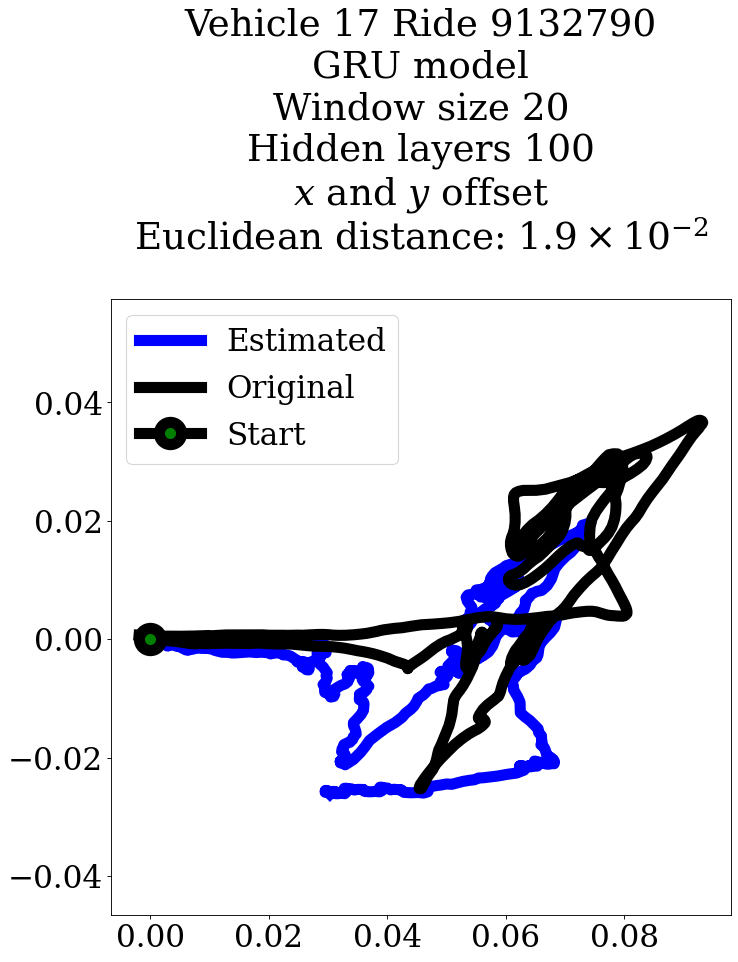 Vehicle 17 Ride 9132790
GRU model
Window size 20
Hidden layers 100
x and y offset
Euclidean distance: 1.9 × 10⁻²
Estimated
Original
Start
0.04
0.02
0.00
−0.02
−0.04
0.00 0.02 0.04 0.06 0.08